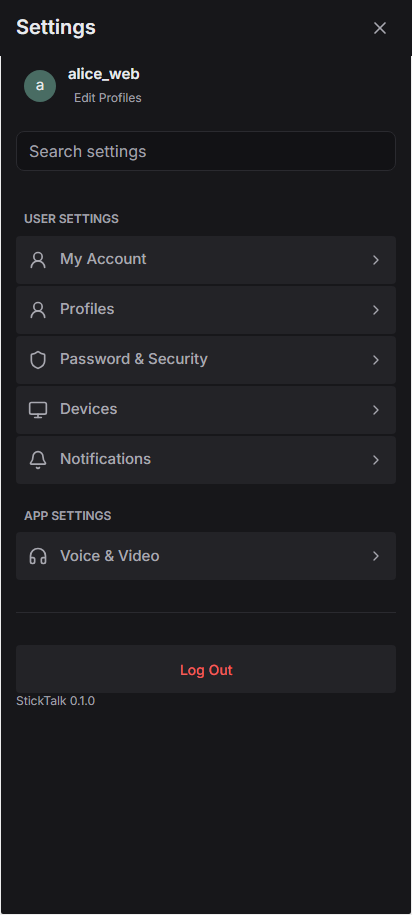 Settings
a
alice_web
Edit Profiles
Search settings
USER SETTINGS
My Account
Profiles
Password & Security
Devices
Notifications
APP SETTINGS
Voice & Video
Log Out
StickTalk 0.1.0